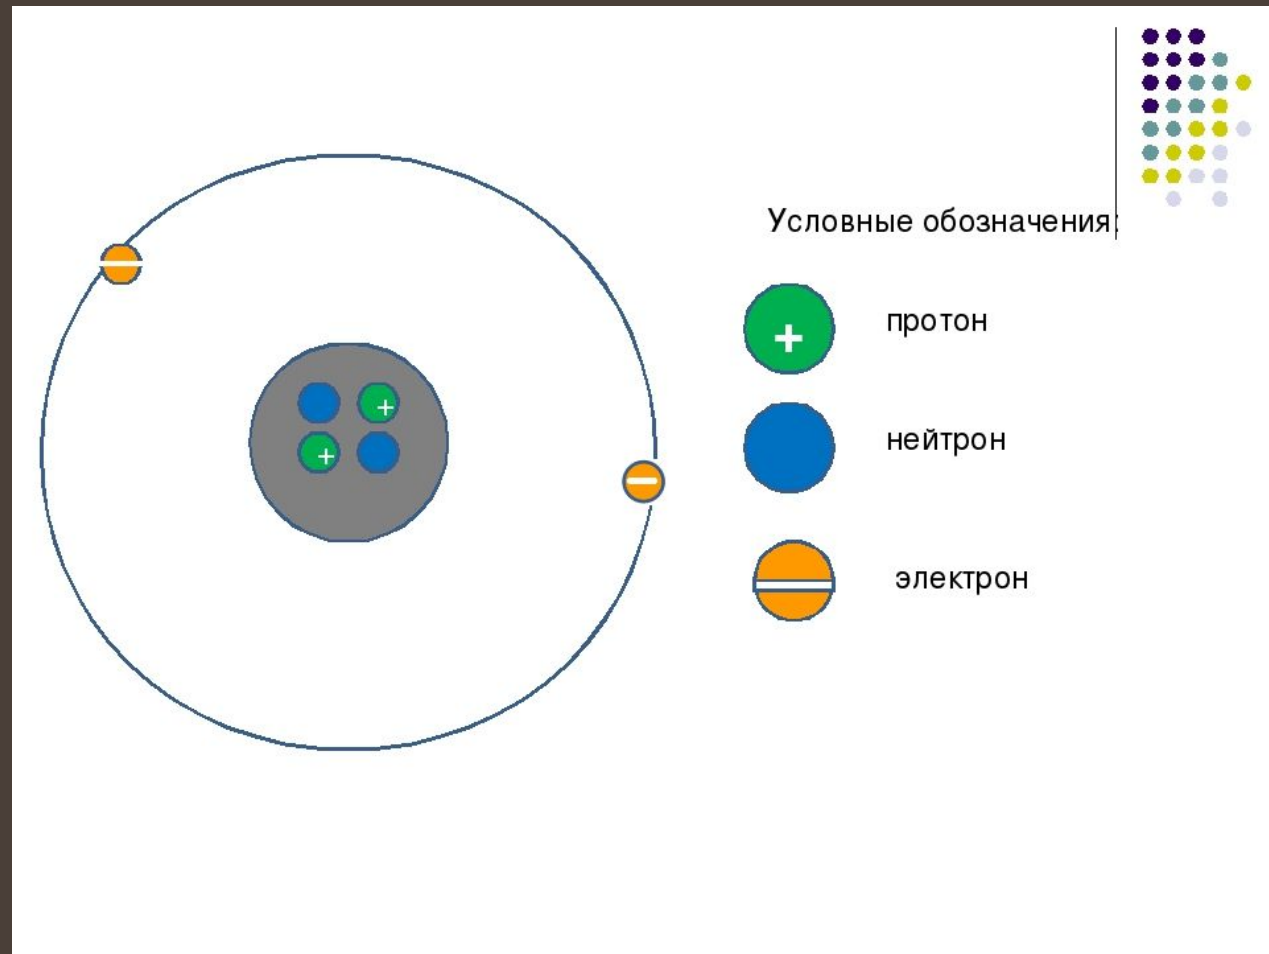 Условные обозначения:
+
протон
+
+
нейтрон
электрон